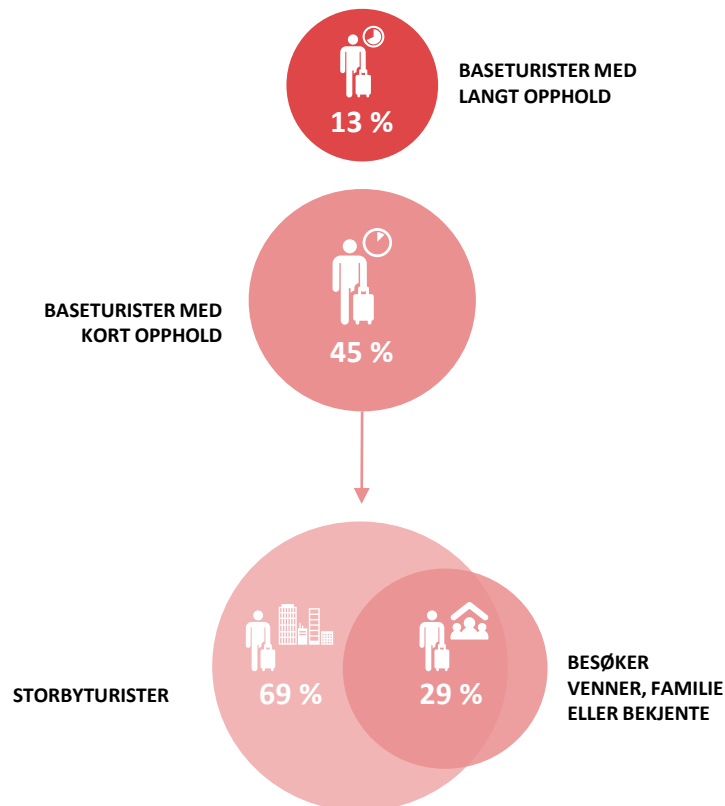 BASETURISTER MED
LANGT OPPHOLD
13 %
BASETURISTER MED
KORT OPPHOLD
45 %
STORBYTURISTER
69 %
29 %
BESØKER
VENNER, FAMILIE
ELLER BEKJENTE